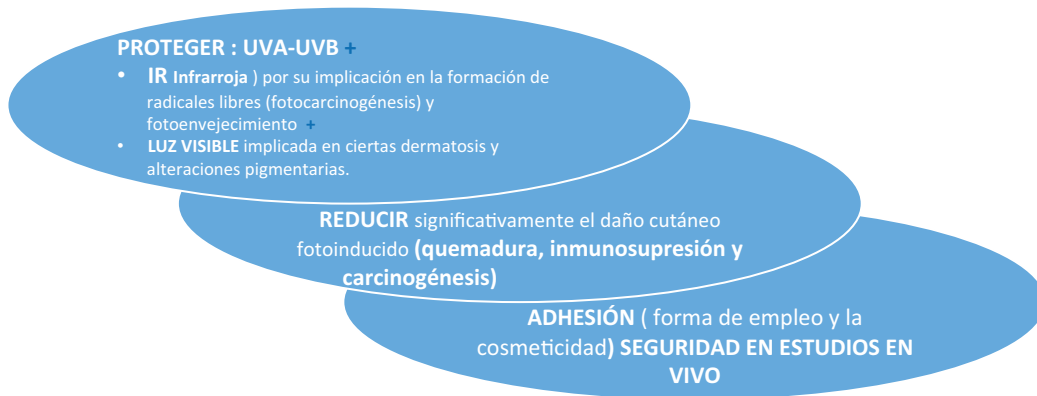 PROTEGER : UVA-UVB +
• IR Infrarroja ) por su implicación en la formación de
radicales libres (fotocarcinogénesis) y
fotoenvejecimiento +
• LUZ VISIBLE implicada en ciertas dermatosis y
alteraciones pigmentarias.
REDUCIR significativamente el daño cutáneo
fotoinducido (quemadura, inmunosupresión y
carcinogénesis)
ADHESIÓN ( forma de empleo y la
cosmeticidad) SEGURIDAD EN ESTUDIOS EN
VIVO